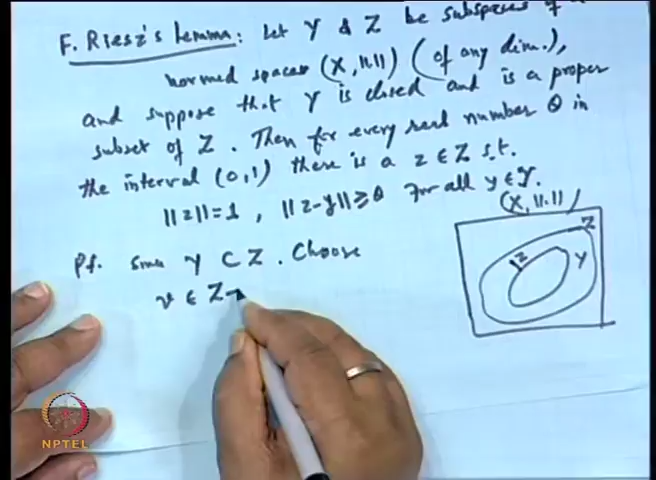 F. Riesz's Lemma: Let Y & Z be subspases of
normed spaces (X, ||.||) (of any dim.),
and suppose that Y is closed and is a proper
subset of Z. Then for every real number θ in
the interval (0,1) there is a z ∈ Z s.t.
||z||=1, ||z-y||≥θ for all y ∈ Y.
(X, ||.||)
Z
z
Y
Pf. Since Y ⊂ Z. Choose
v ∈ Z-
NPTEL